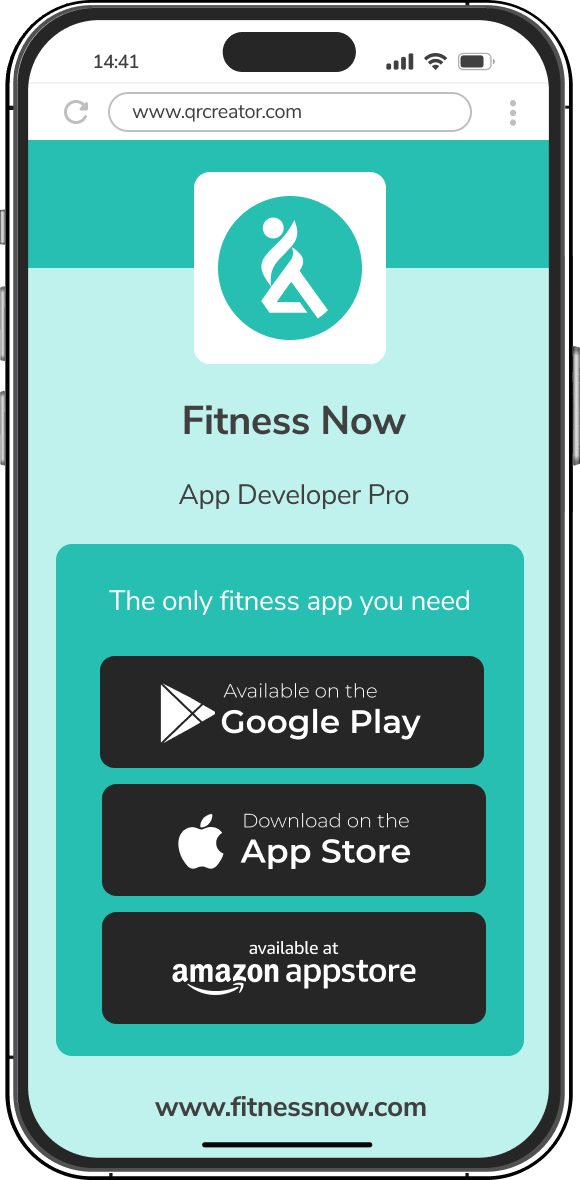 14:41
www.qrcreator.com
Fitness Now
App Developer Pro
The only fitness app you need
Available on the
Google Play
Download on the
App Store
available at
amazon appstore
www.fitnessnow.com